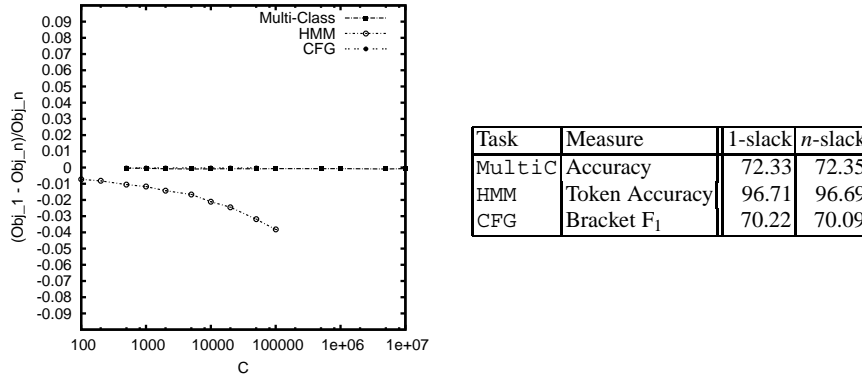 Multi-Class
HMM
CFG
0.09
0.08
0.07
0.06
0.05
0.04
0.03
0.02
0.01
0
-0.01
-0.02
-0.03
-0.04
-0.05
-0.06
-0.07
-0.08
-0.09
(Obj_1 - Obj_n)/Obj_n
100 1000 10000 100000 1e+06 1e+07
C
Task Measure 1-slack n-slack
MultiC Accuracy 72.33 72.35
HMM Token Accuracy 96.71 96.69
CFG Bracket F1 70.22 70.09